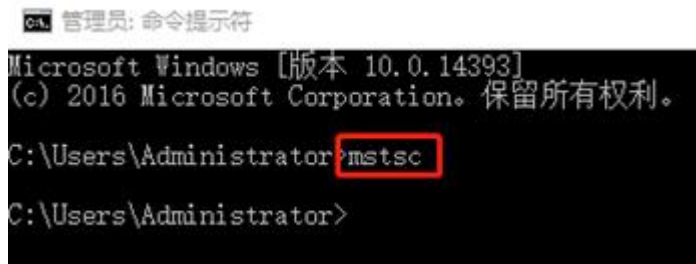 管理员: 命令提示符
Microsoft Windows [版本 10.0.14393]
(c) 2016 Microsoft Corporation。保留所有权利。
C:\Users\Administrator>mstsc
C:\Users\Administrator>